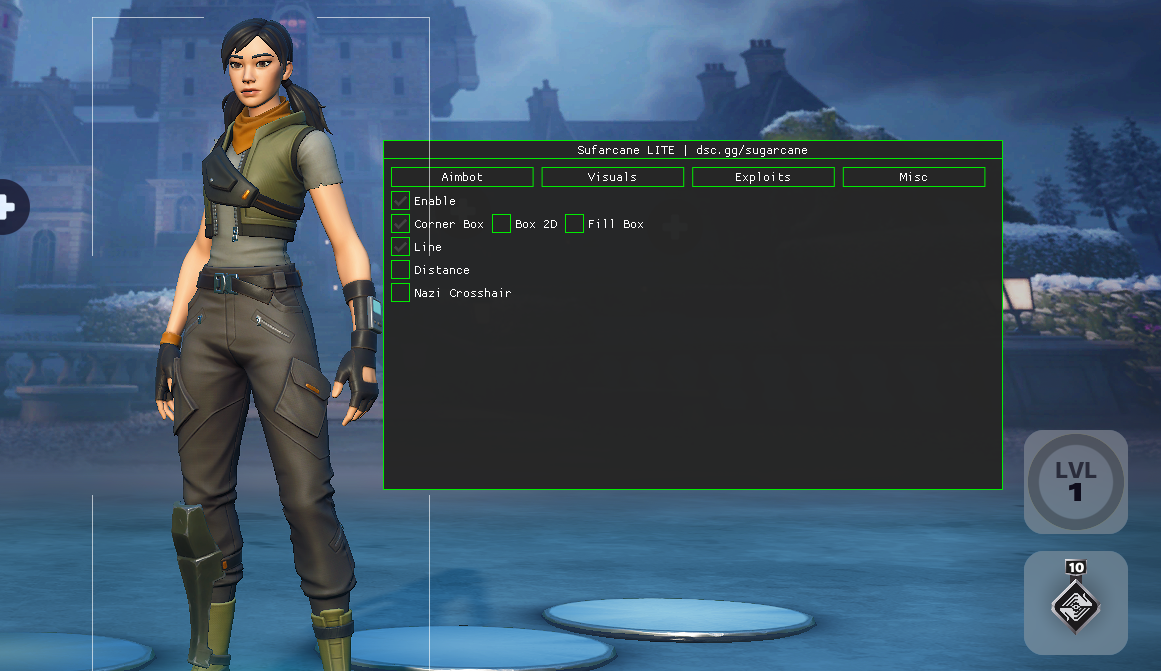 Sufarcane LITE | dsc.gg/sugarcane
Aimbot Visuals Exploits Misc
Enable
Corner Box Box 2D Fill Box
Line
Distance
Nazi Crosshair
LVL
1
10